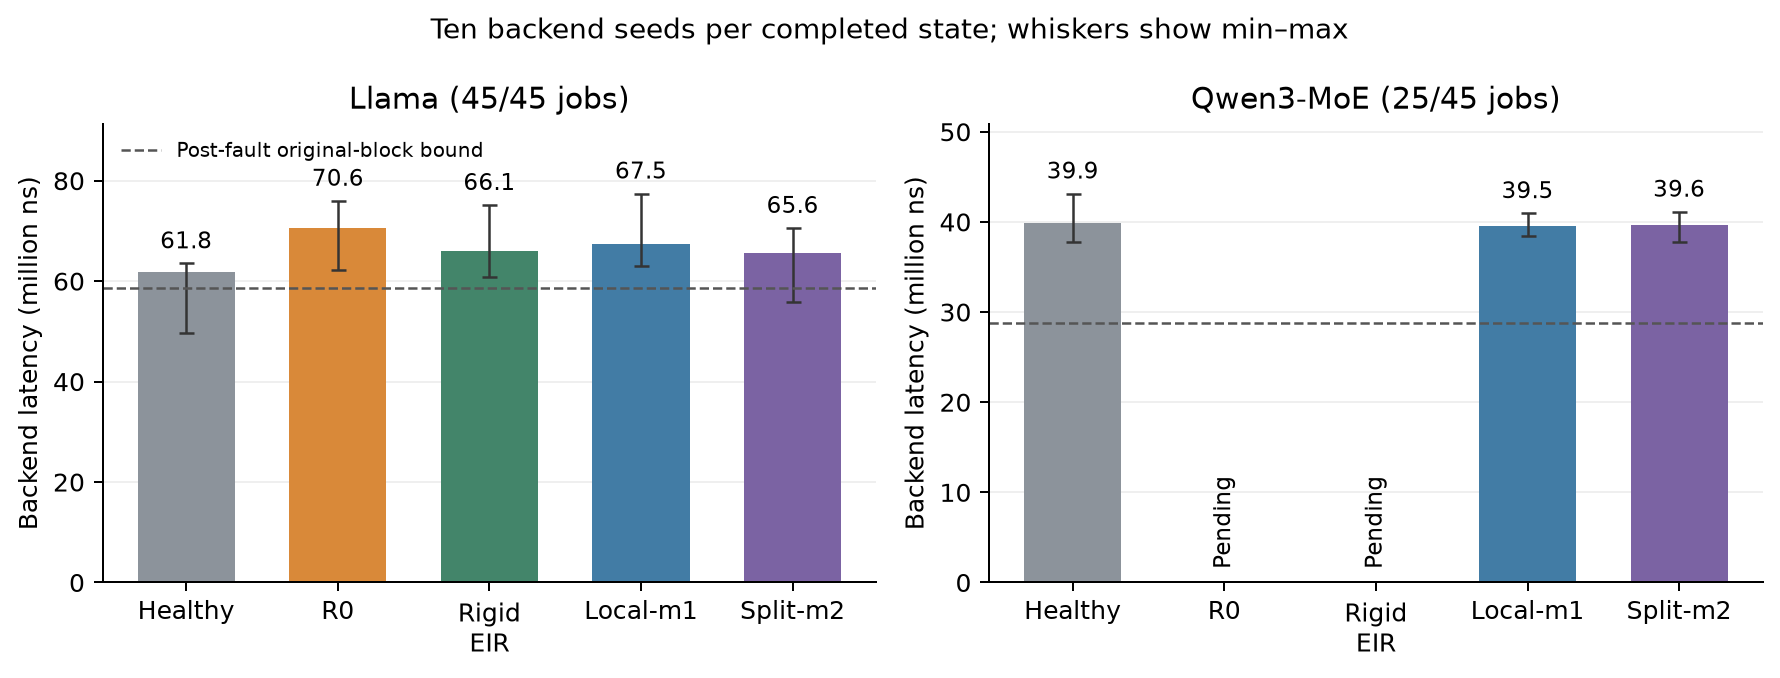 Ten backend seeds per completed state; whiskers show min–max
Llama (45/45 jobs)
Backend latency (million ns)
80
60
40
20
0
Post-fault original-block bound
61.8
70.6
66.1
67.5
65.6
Healthy
R0
Rigid
EIR
Local-m1
Split-m2
Qwen3-MoE (25/45 jobs)
Backend latency (million ns)
50
40
30
20
10
0
39.9
Pending
Pending
39.5
39.6
Healthy
R0
Rigid
EIR
Local-m1
Split-m2